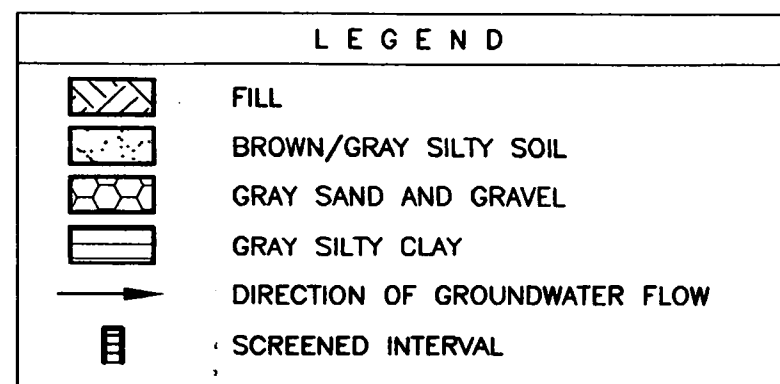 LEGEND
FILL
BROWN/GRAY SILTY SOIL
GRAY SAND AND GRAVEL
GRAY SILTY CLAY
DIRECTION OF GROUNDWATER FLOW
SCREENED INTERVAL